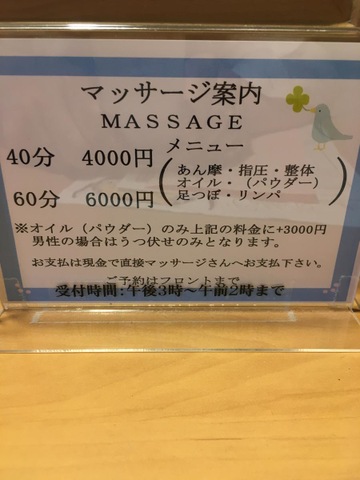 マッサージ案内
MASSAGE
40分 4000円 メニュー
60分 6000円
あん摩・指圧・整体
オイル・(パウダー)
足つぼ・リンパ
※オイル(パウダー)のみ上記の料金に+3000円
男性の場合はうつ伏せのみとなります。
お支払は現金で直接マッサージさんへお支払下さい。
ご予約はフロントまで
受付時間:午後3時~午前2時まで